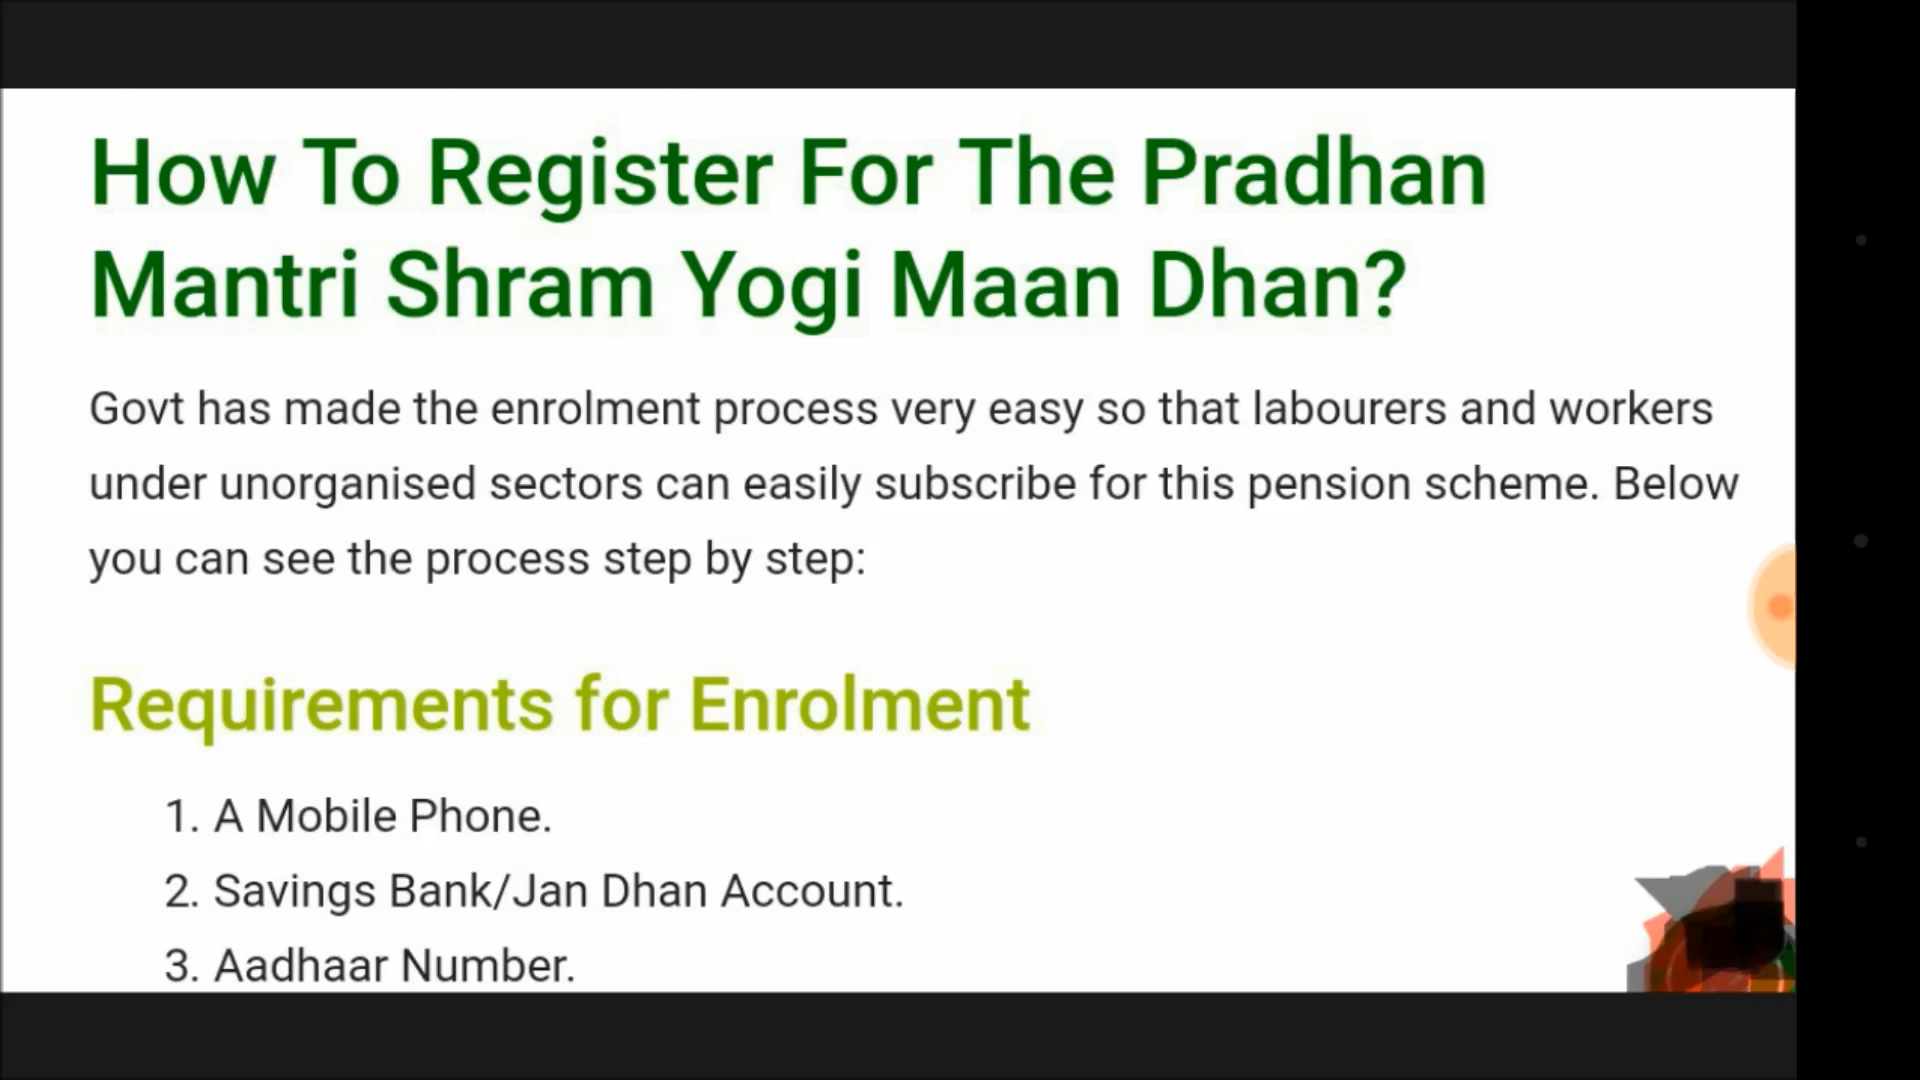 How To Register For The Pradhan
Mantri Shram Yogi Maan Dhan?
Govt has made the enrolment process very easy so that labourers and workers
under unorganised sectors can easily subscribe for this pension scheme. Below
you can see the process step by step:
Requirements for Enrolment
1. A Mobile Phone.
2. Savings Bank/Jan Dhan Account.
3. Aadhaar Number.